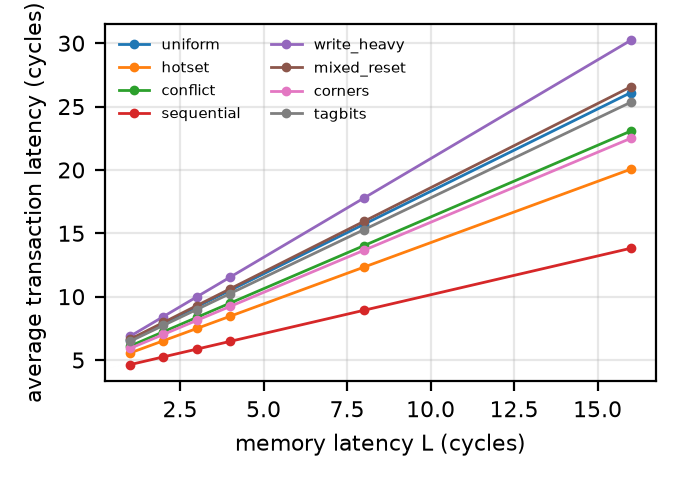 average transaction latency (cycles)
30
25
20
15
10
5
uniform
hotset
conflict
sequential
write_heavy
mixed_reset
corners
tagbits
2.5 5.0 7.5 10.0 12.5 15.0
memory latency L (cycles)